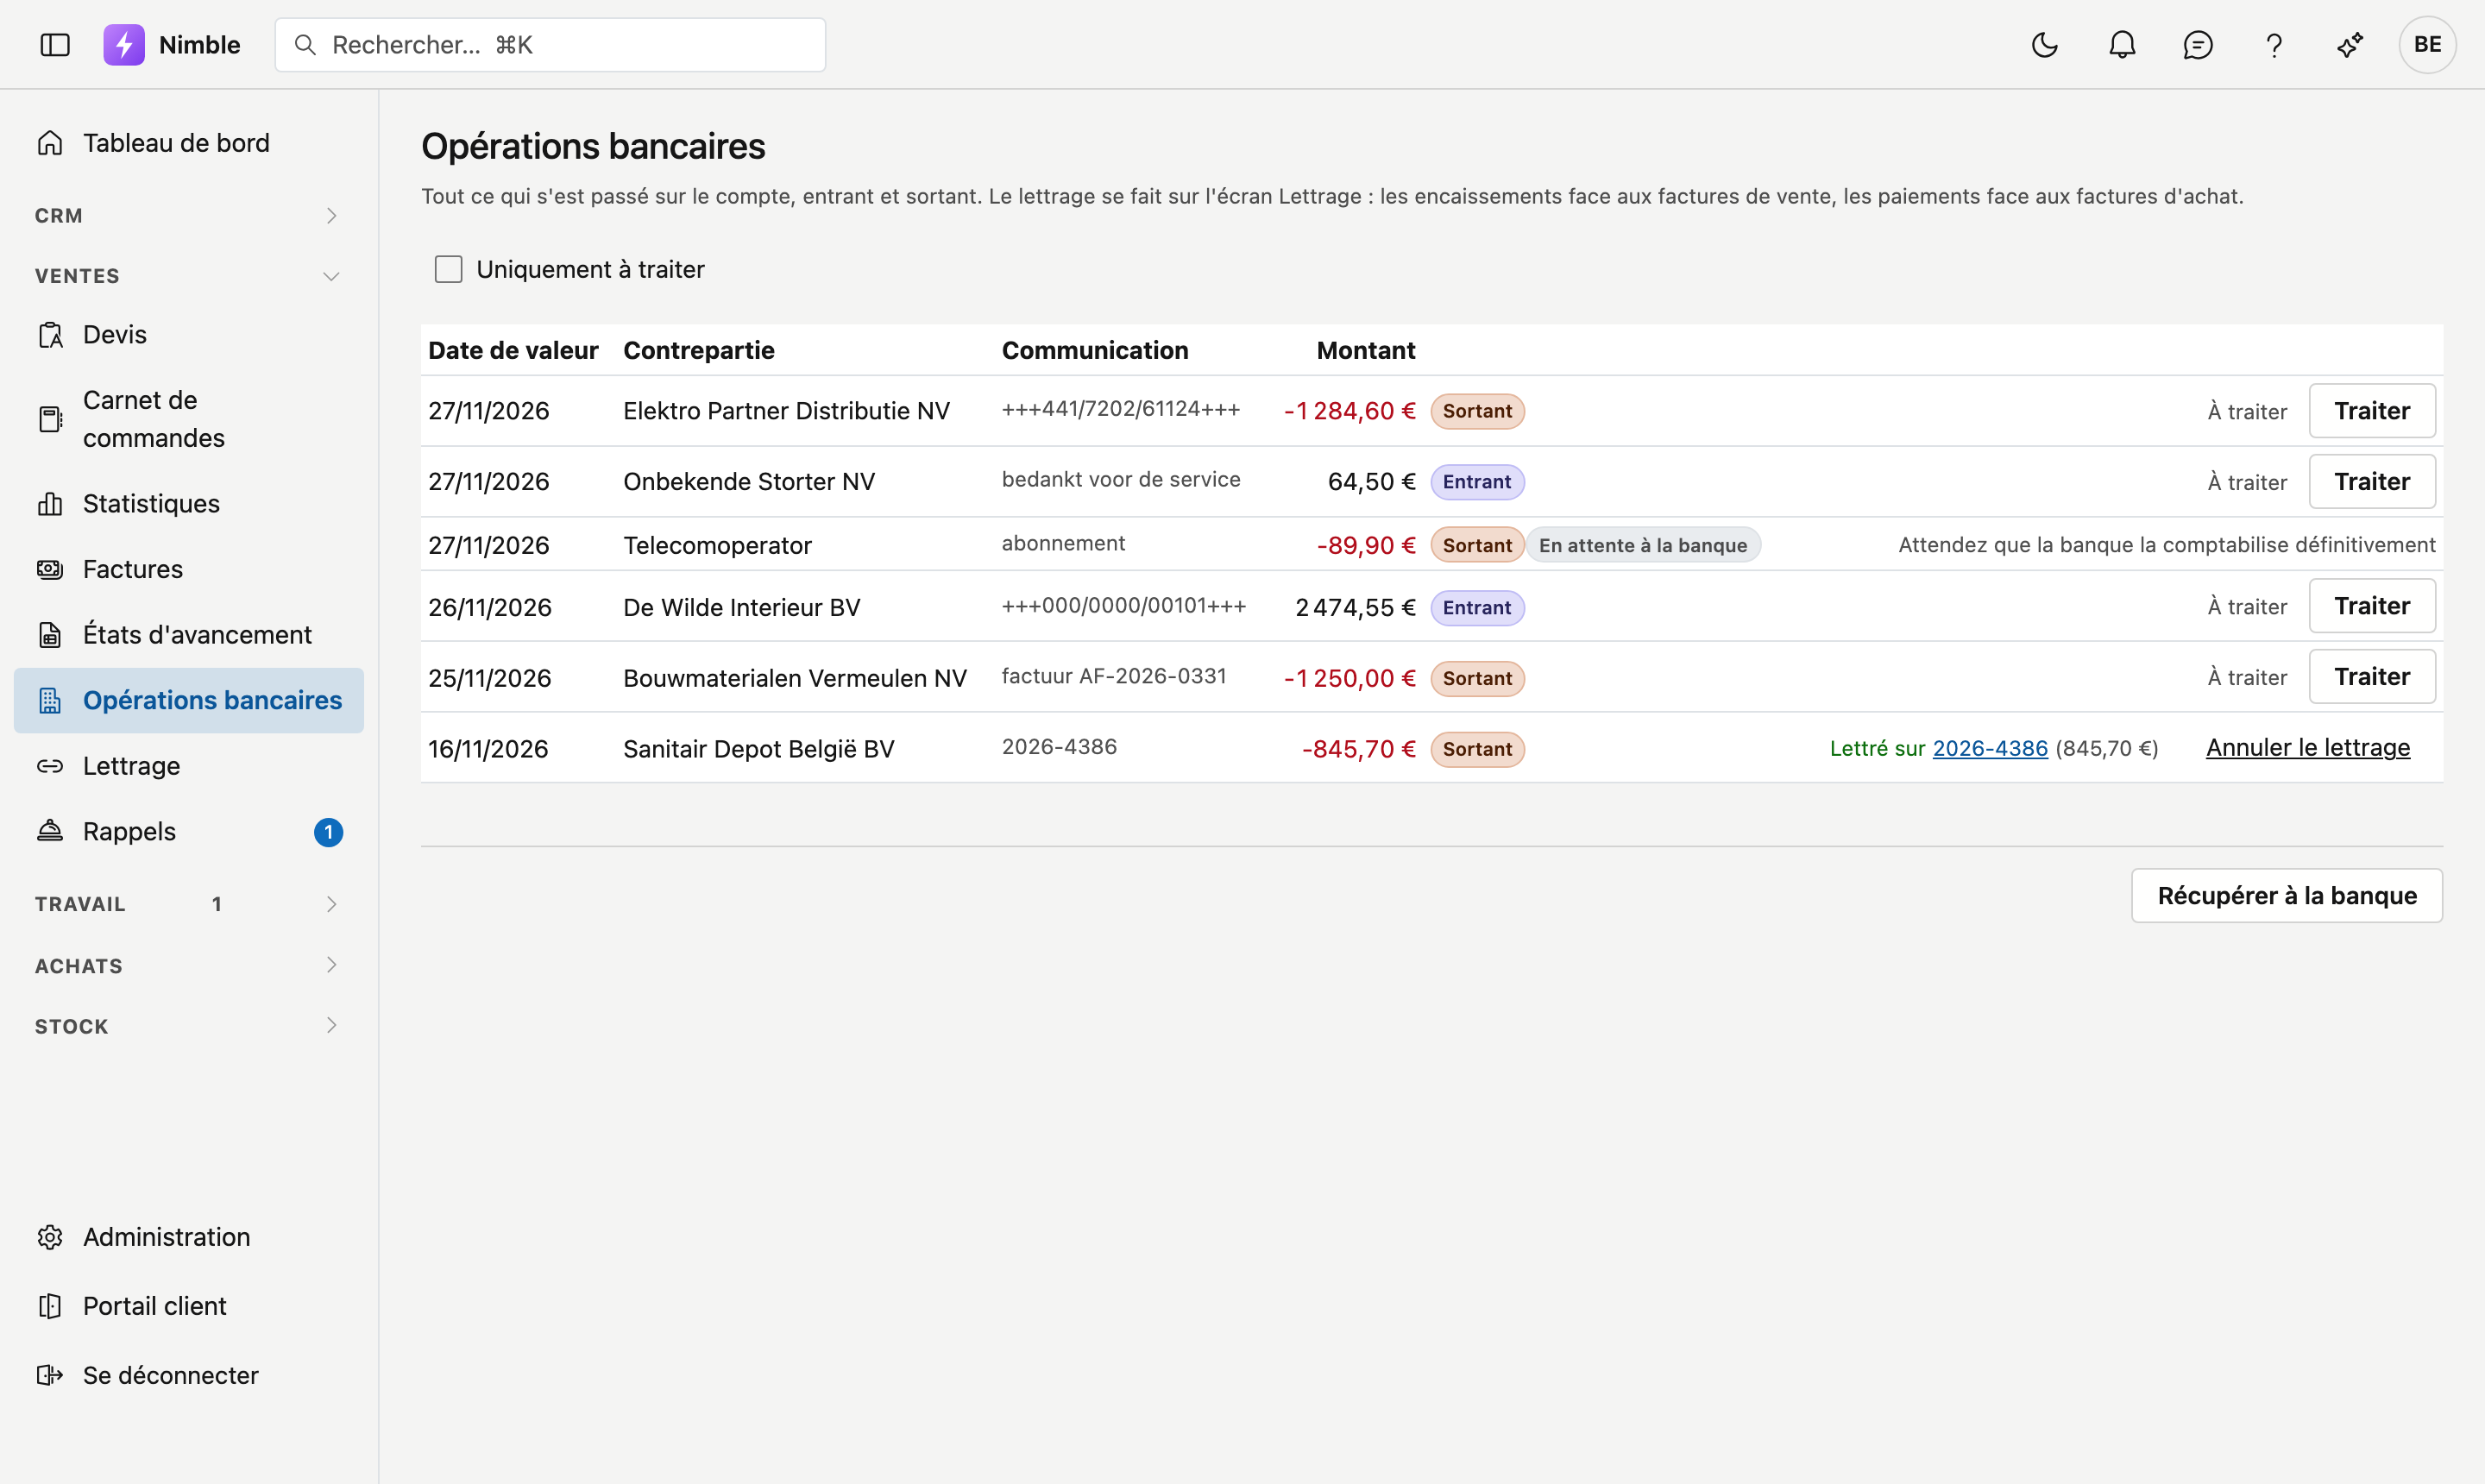 Nimble
Rechercher... ⌘K
BE
Tableau de bord
CRM
VENTES
Devis
Carnet de
commandes
Statistiques
Factures
États d'avancement
Opérations bancaires
Lettrage
Rappels 1
TRAVAIL 1
ACHATS
STOCK
Administration
Portail client
Se déconnecter
Opérations bancaires
Tout ce qui s'est passé sur le compte, entrant et sortant. Le lettrage se fait sur l'écran Lettrage : les encaissements face aux factures de vente, les paiements face aux factures d'achat.
Uniquement à traiter
Date de valeur Contrepartie Communication Montant
27/11/2026 Elektro Partner Distributie NV +++441/7202/61124+++ -1 284,60 € Sortant À traiter Traiter
27/11/2026 Onbekende Storter NV bedankt voor de service 64,50 € Entrant À traiter Traiter
27/11/2026 Telecomoperator abonnement -89,90 € Sortant En attente à la banque Attendez que la banque la comptabilise définitivement
26/11/2026 De Wilde Interieur BV +++000/0000/00101+++ 2 474,55 € Entrant À traiter Traiter
25/11/2026 Bouwmaterialen Vermeulen NV factuur AF-2026-0331 -1 250,00 € Sortant À traiter Traiter
16/11/2026 Sanitair Depot België BV 2026-4386 -845,70 € Sortant Lettré sur 2026-4386 (845,70 €) Annuler le lettrage
Récupérer à la banque